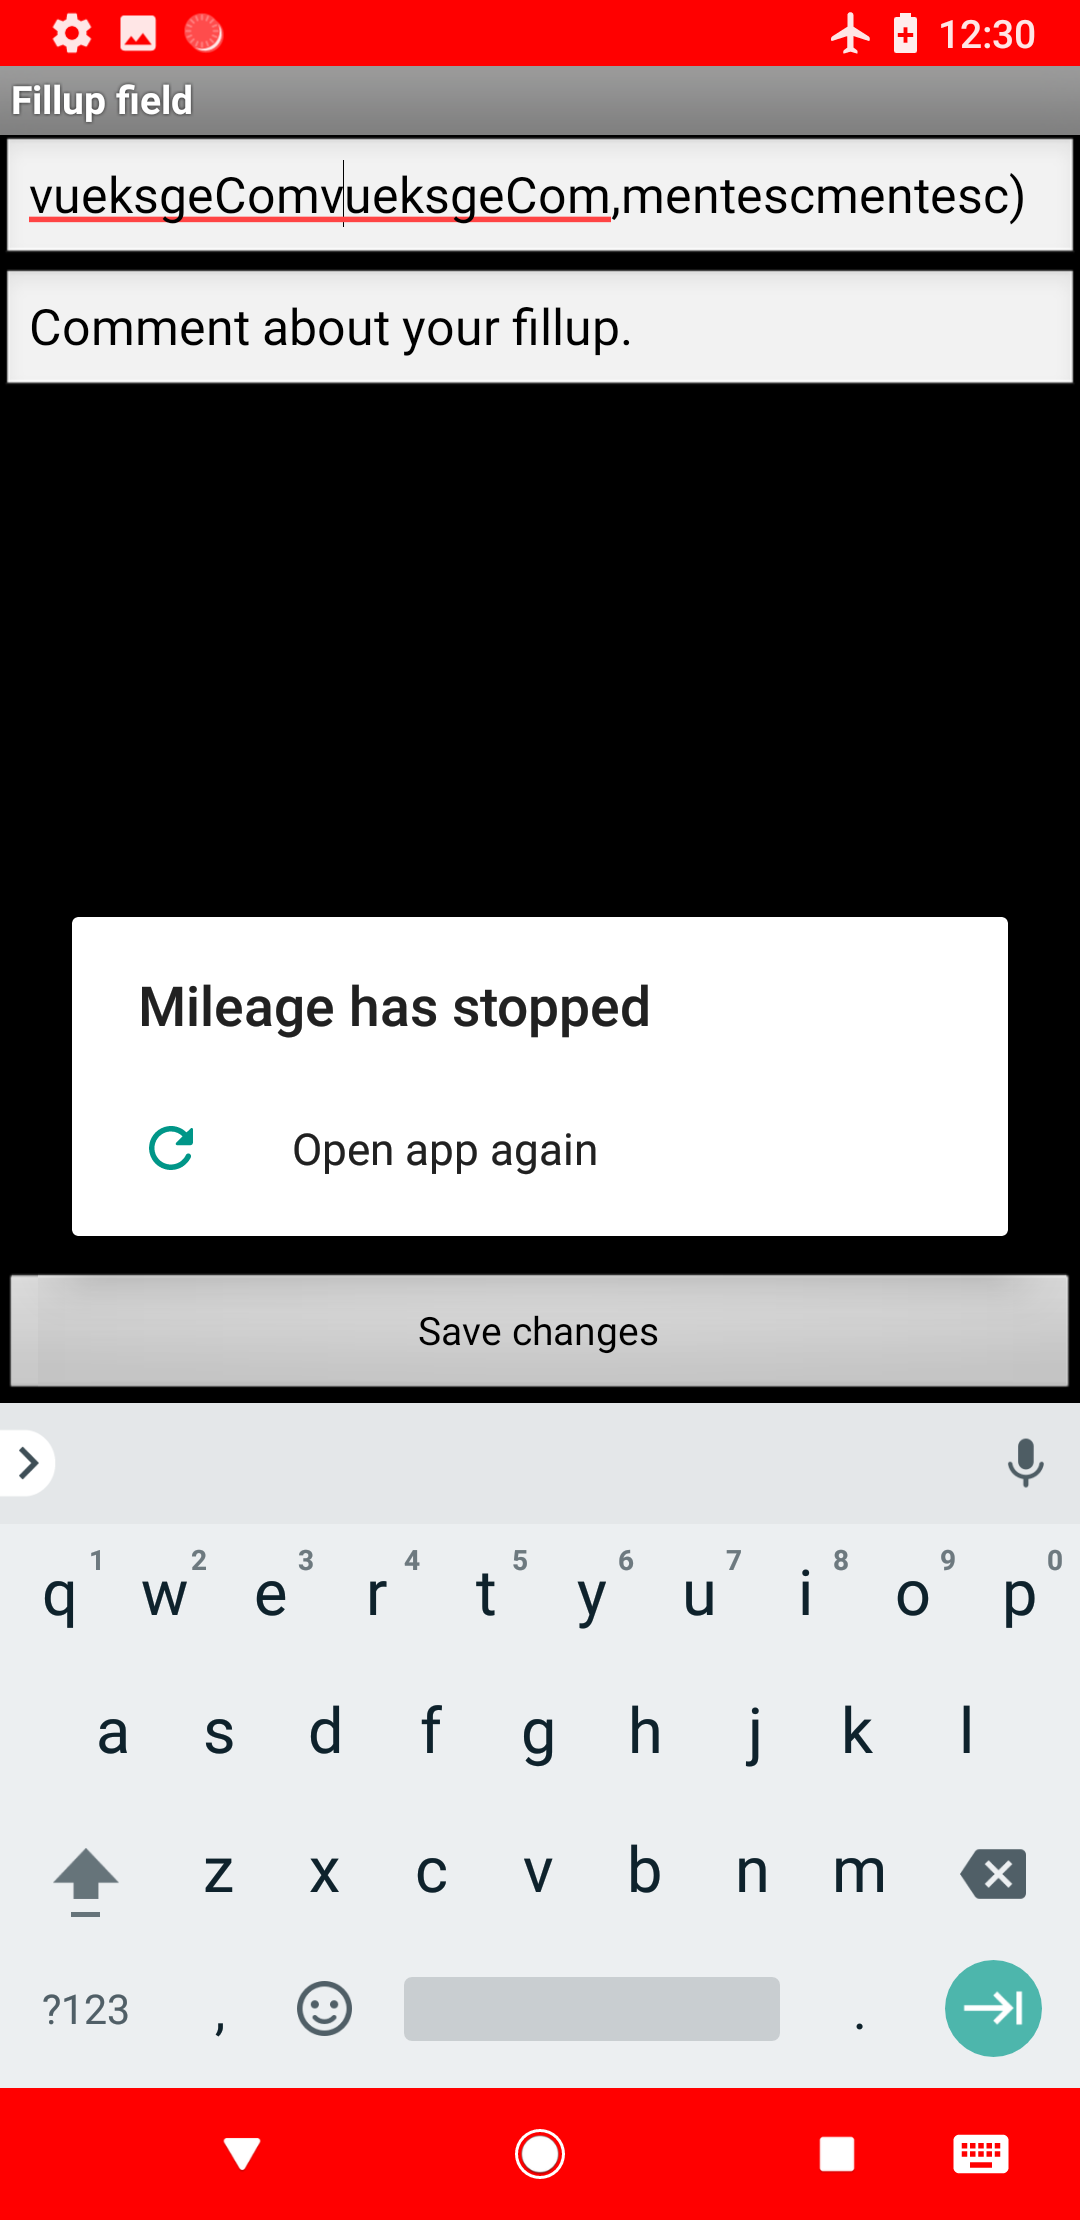 12:30
Fillup field
vueksgeComvueksgeCom,mentescmentesc)
Comment about your fillup.
Mileage has stopped
Open app again
Save changes
1 2 3 4 5 6 7 8 9 0
q w e r t y u i o p
a s d f g h j k l
z x c v b n m
?123 , .